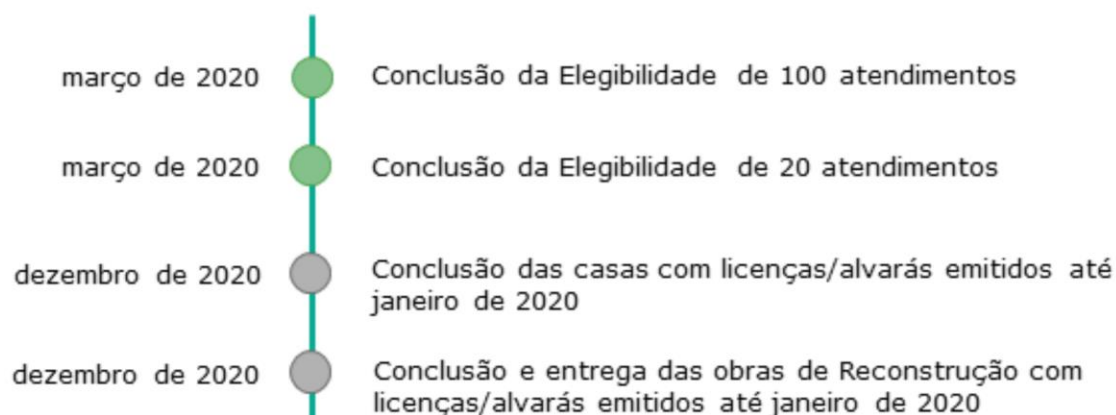 março de 2020 Conclusão da Elegibilidade de 100 atendimentos
março de 2020 Conclusão da Elegibilidade de 20 atendimentos
dezembro de 2020 Conclusão das casas com licenças/alvarás emitidos até
janeiro de 2020
dezembro de 2020 Conclusão e entrega das obras de Reconstrução com
licenças/alvarás emitidos até janeiro de 2020